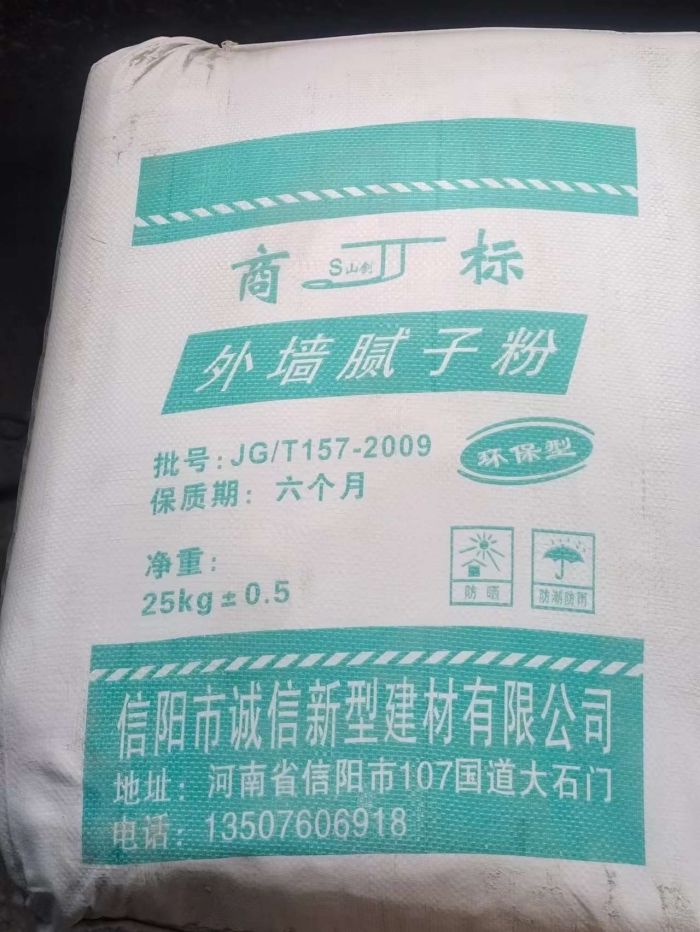 商 S山剑 标
外墙腻子粉
批号:JG/T157-2009
环保型
保质期: 六个月
净重:
25kg±0.5
防晒
防潮防雨
信阳市诚信新型建材有限公司
地址: 河南省信阳市107国道大石门
电话: 13507606918